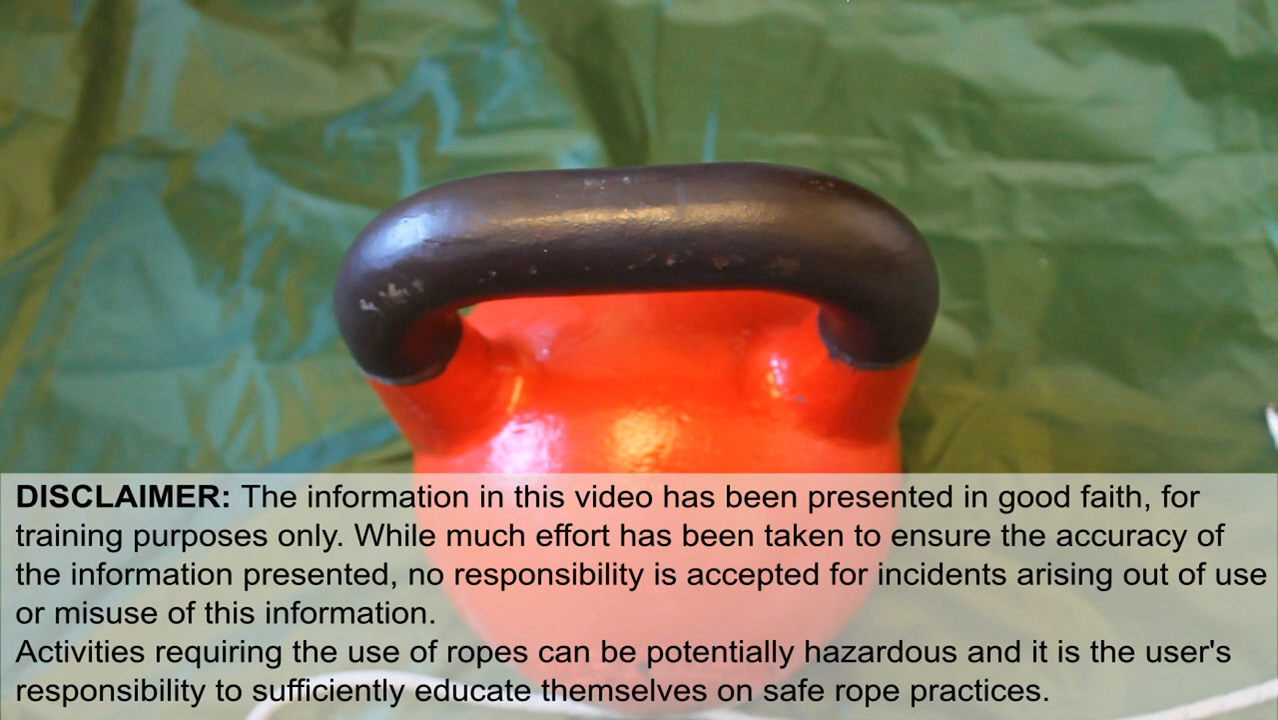 DISCLAIMER: The information in this video has been presented in good faith, for
training purposes only. While much effort has been taken to ensure the accuracy of
the information presented, no responsibility is accepted for incidents arising out of use
or misuse of this information.
Activities requiring the use of ropes can be potentially hazardous and it is the user's
responsibility to sufficiently educate themselves on safe rope practices.